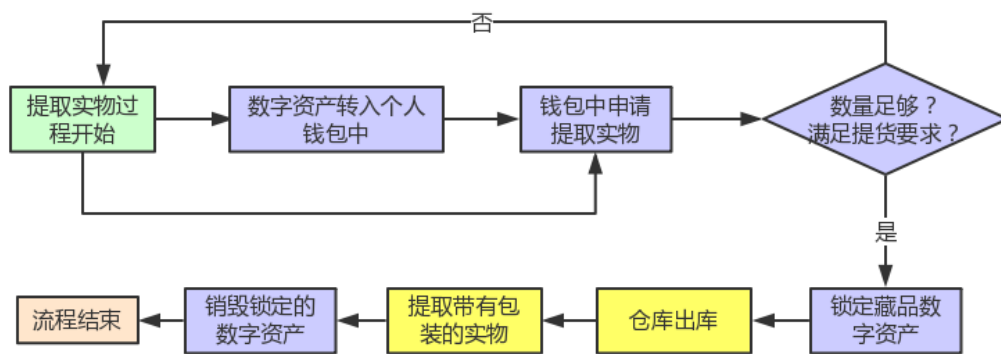 否
提取实物过
程开始
数字资产转入个人
钱包中
钱包中申请
提取实物
数量足够？
满足提货要求？
是
流程结束
销毁锁定的
数字资产
提取带有包
装的实物
仓库出库
锁定藏品数
字资产